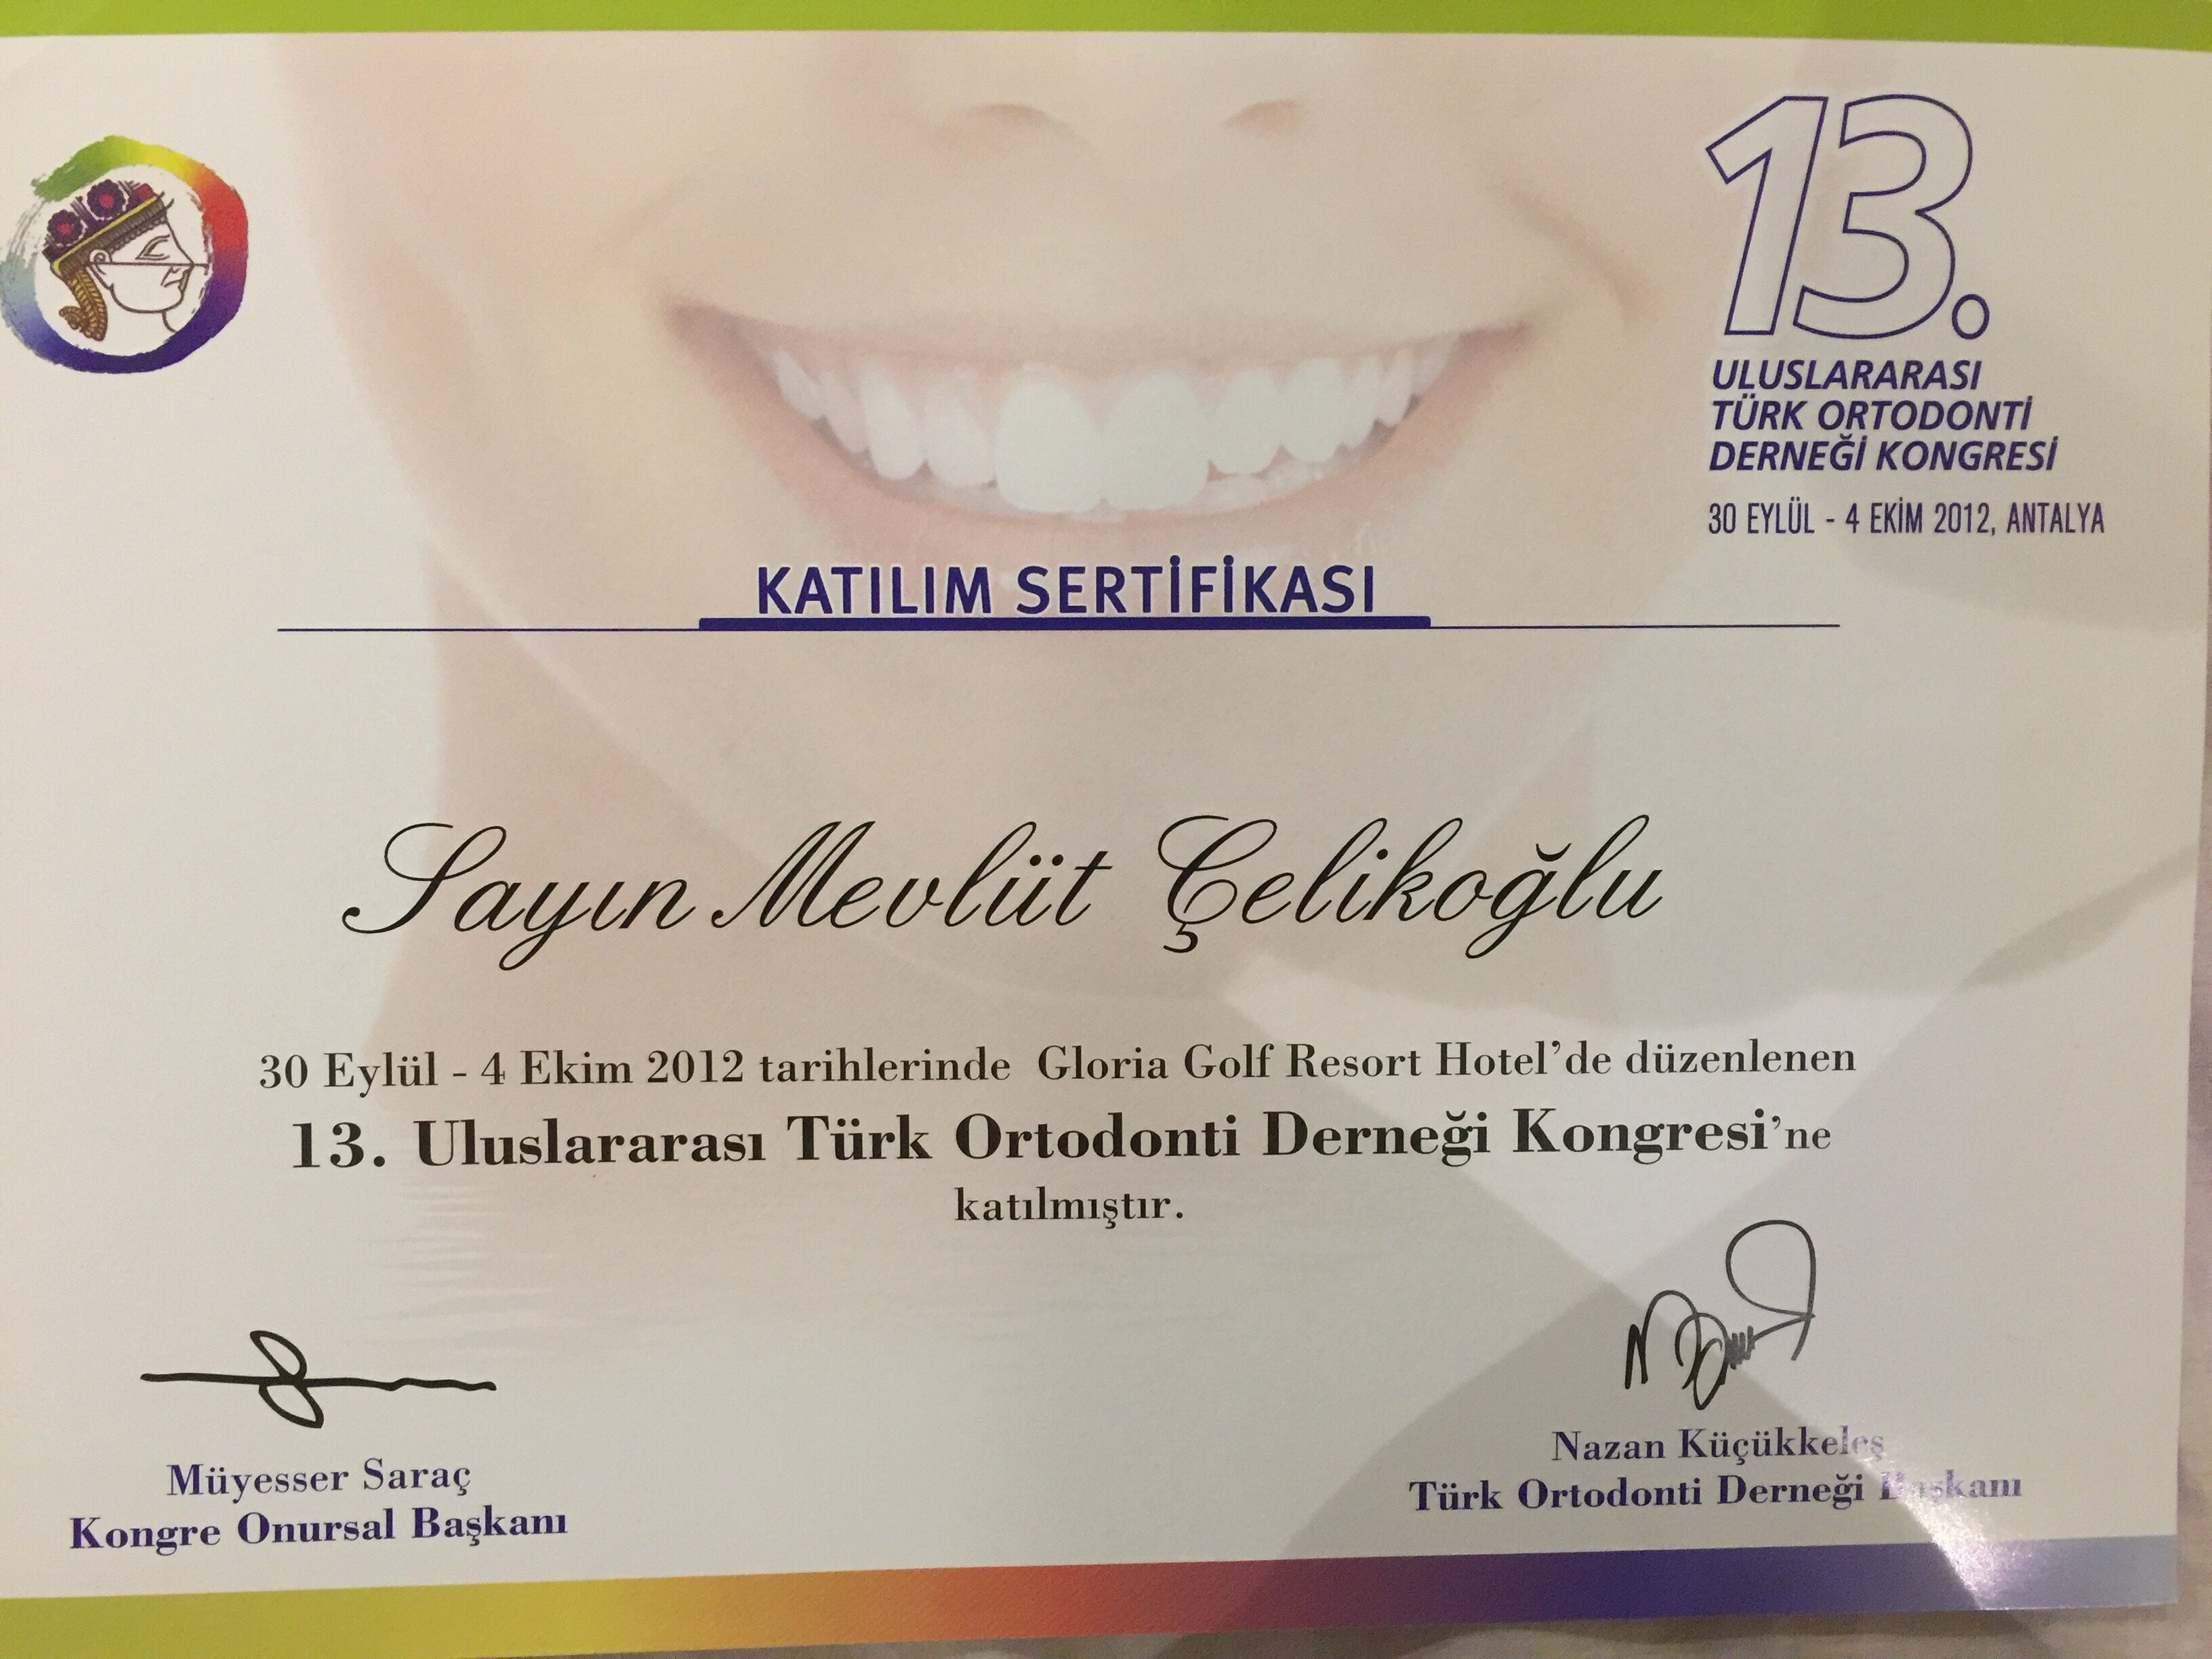 13.
ULUSLARARASI
TÜRK ORTODONTİ
DERNEĞİ KONGRESİ
30 EYLÜL - 4 EKİM 2012, ANTALYA
KATILIM SERTİFİKASI
Sayın Mevlüt Çelikoğlu
30 Eylül - 4 Ekim 2012 tarihlerinde Gloria Golf Resort Hotel'de düzenlenen
13. Uluslararası Türk Ortodonti Derneği Kongresi'ne
katılmıştır.
Müyesser Saraç
Kongre Onursal Başkanı
Nazan Küçükkeleş
Türk Ortodonti Derneği Başkanı